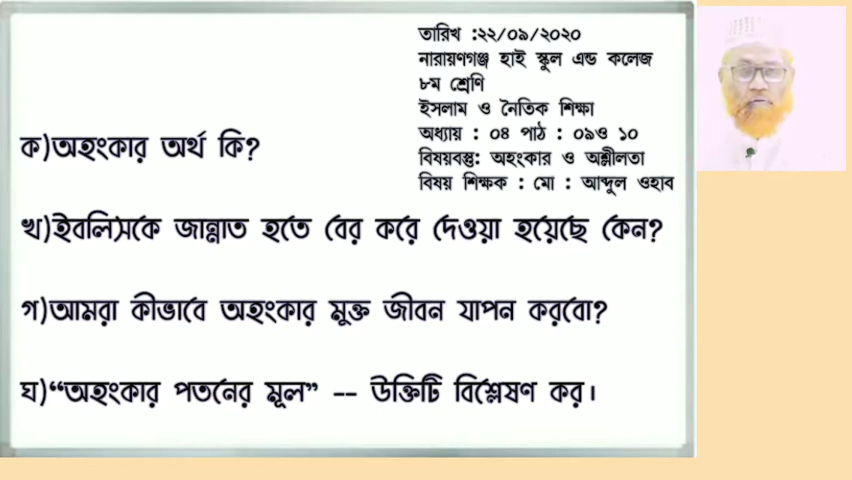 তারিখ :২২/০৯/২০২০
নারায়ণগঞ্জ হাই স্কুল এন্ড কলেজ
৮ম শ্রেণি
ইসলাম ও নৈতিক শিক্ষা
অধ্যায় : ০৪ পাঠ : ০৯ও ১০
বিষয়বস্তু: অহংকার ও অশ্লীলতা
বিষয় শিক্ষক : মো : আব্দুল ওহাব
ক)অহংকার অর্থ কি?
খ)ইবলিসকে জান্নাত হতে বের করে দেওয়া হয়েছে কেন?
গ)আমরা কীভাবে অহংকার মুক্ত জীবন যাপন করবো?
ঘ)“অহংকার পতনের মূল” -- উক্তিটি বিশ্লেষণ কর।